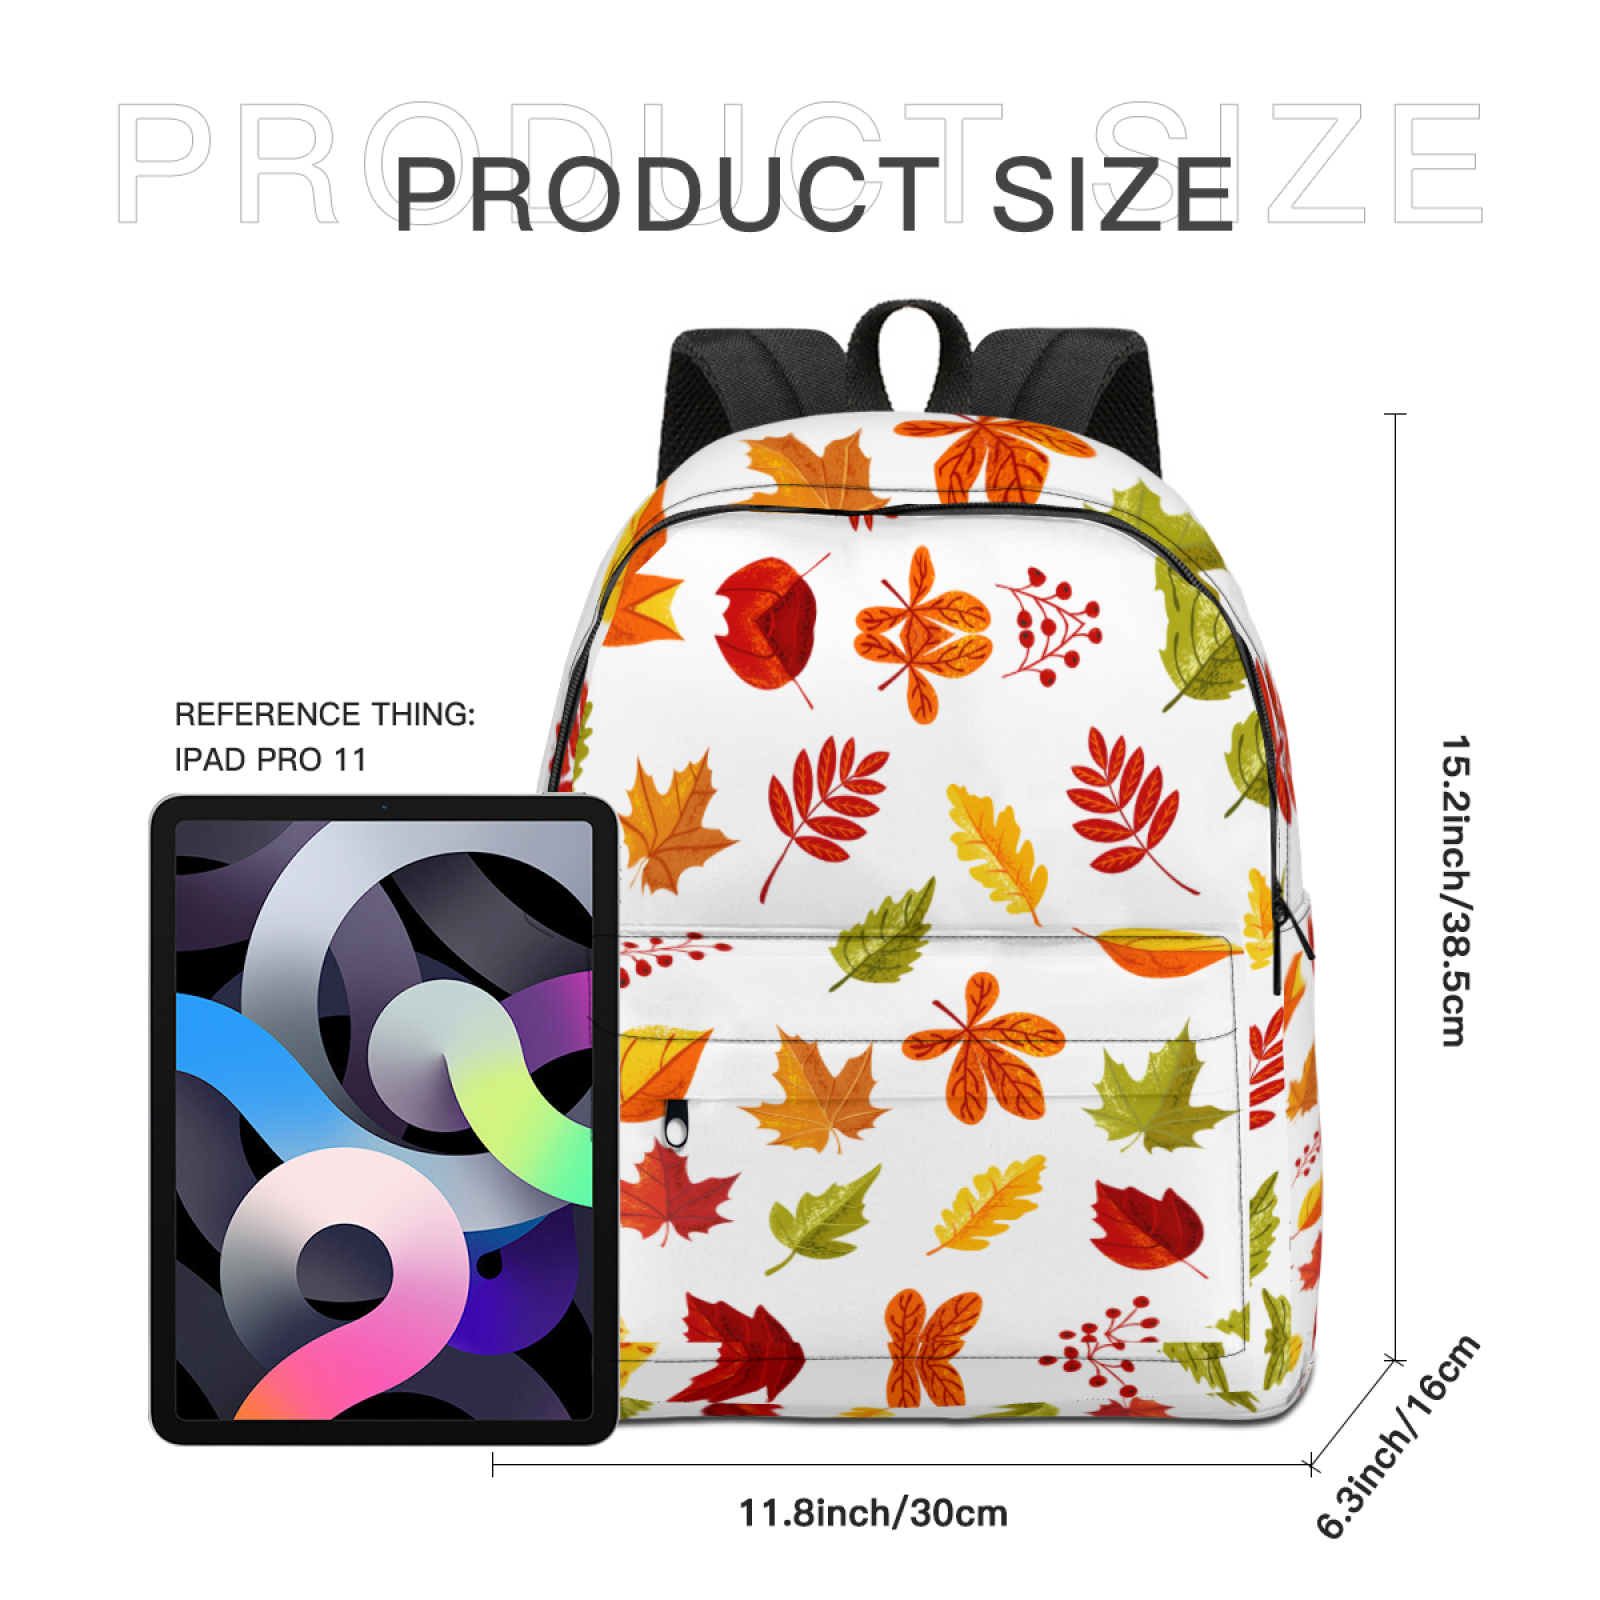 PRODUCT SIZE
PRODUCT SIZE
REFERENCE THING:
IPAD PRO 11
15.2inch/38.5cm
6.3inch/16cm
11.8inch/30cm